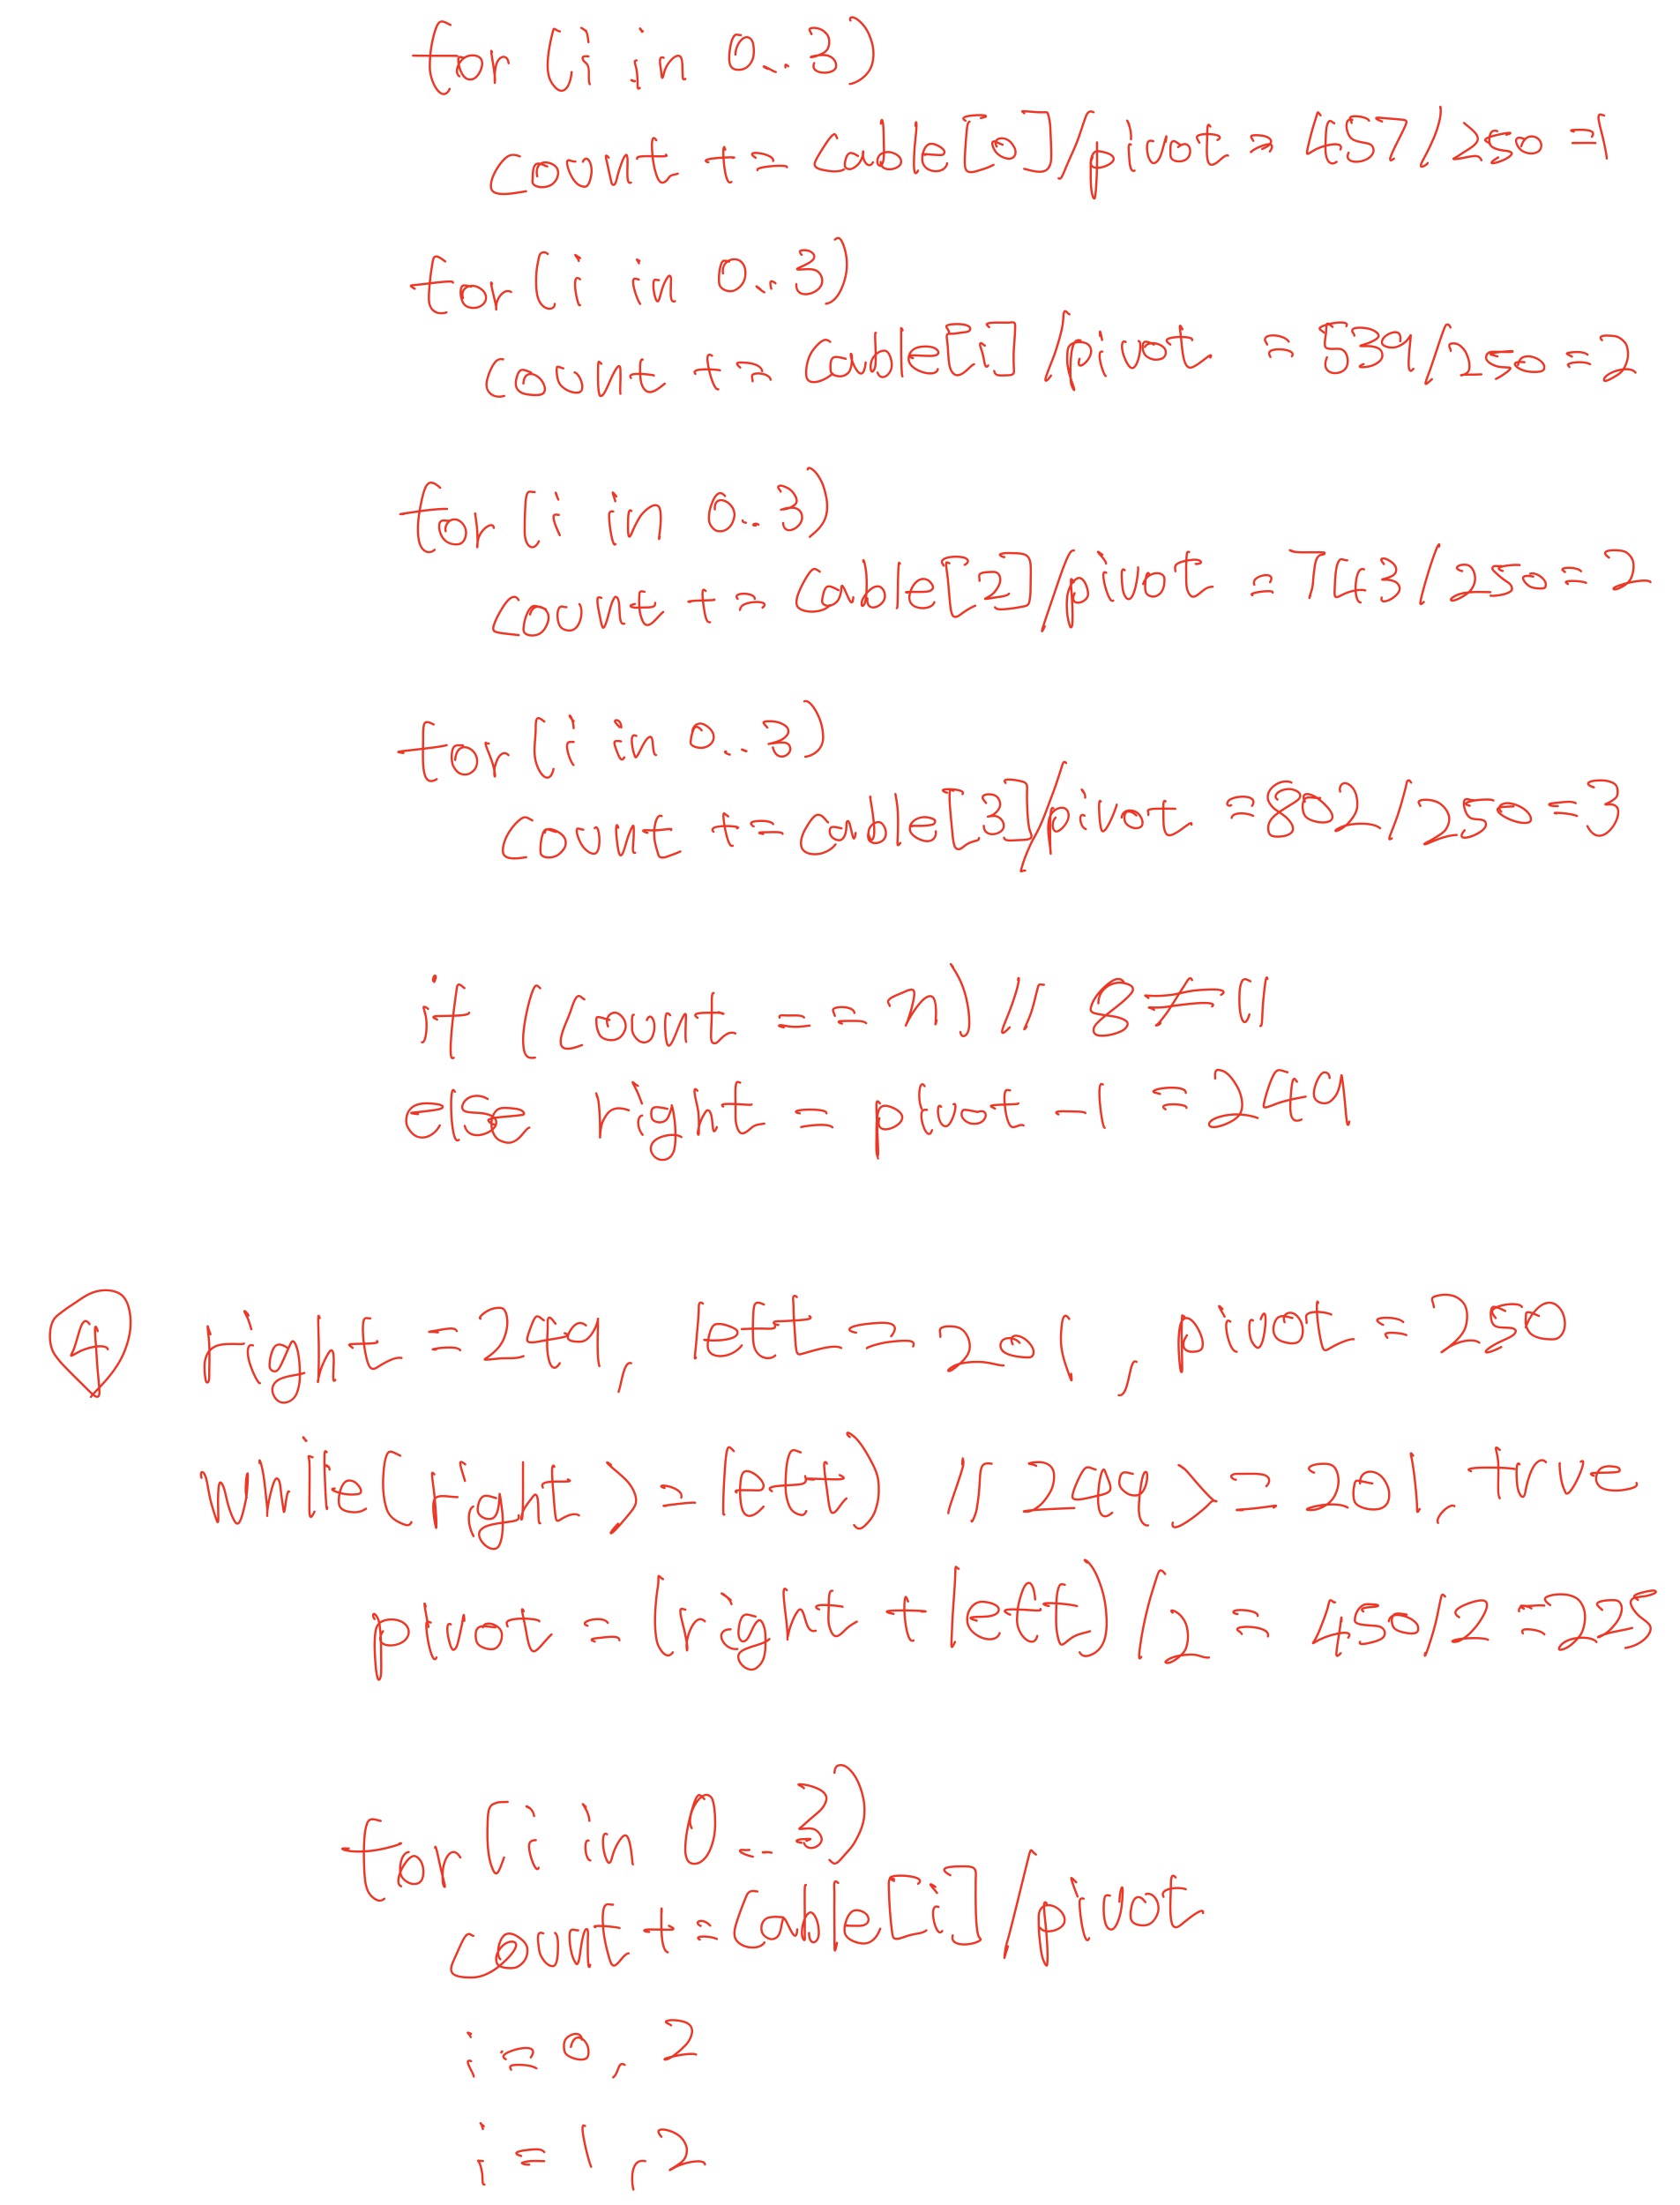 for (i in 0..3)
count += cable[0]/pivot = 457/250 = 1
for (i in 0..3)
count += cable[i] /pivot = 539/250 = 2
for (i in 0..3)
count += cable[2]/pivot = 743/250 = 2
for (i in 0..3)
count += cable[3]/pivot = 802/250 = 3
if (count == n) // 8 ≠ 11
else right = pivot - 1 = 249
④ right = 249, left = 201, pivot = 250
while(right >= left) // 249 >= 201, true
pivot = (right + left)/2 = 450/2 = 225
for(i in 0..3)
count += cable[i]/pivot
i = 0, 2
i = 1, 2